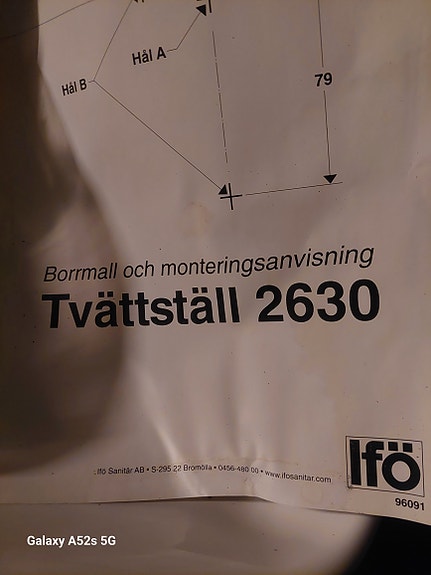 Hål A
Hål B
79
Borrmall och monteringsanvisning
Tvättställ 2630
Ifö Sanitär AB • S-295 22 Bromölla • 0456-480 00 • www.ifosanitar.com
Ifö
96091
Galaxy A52s 5G